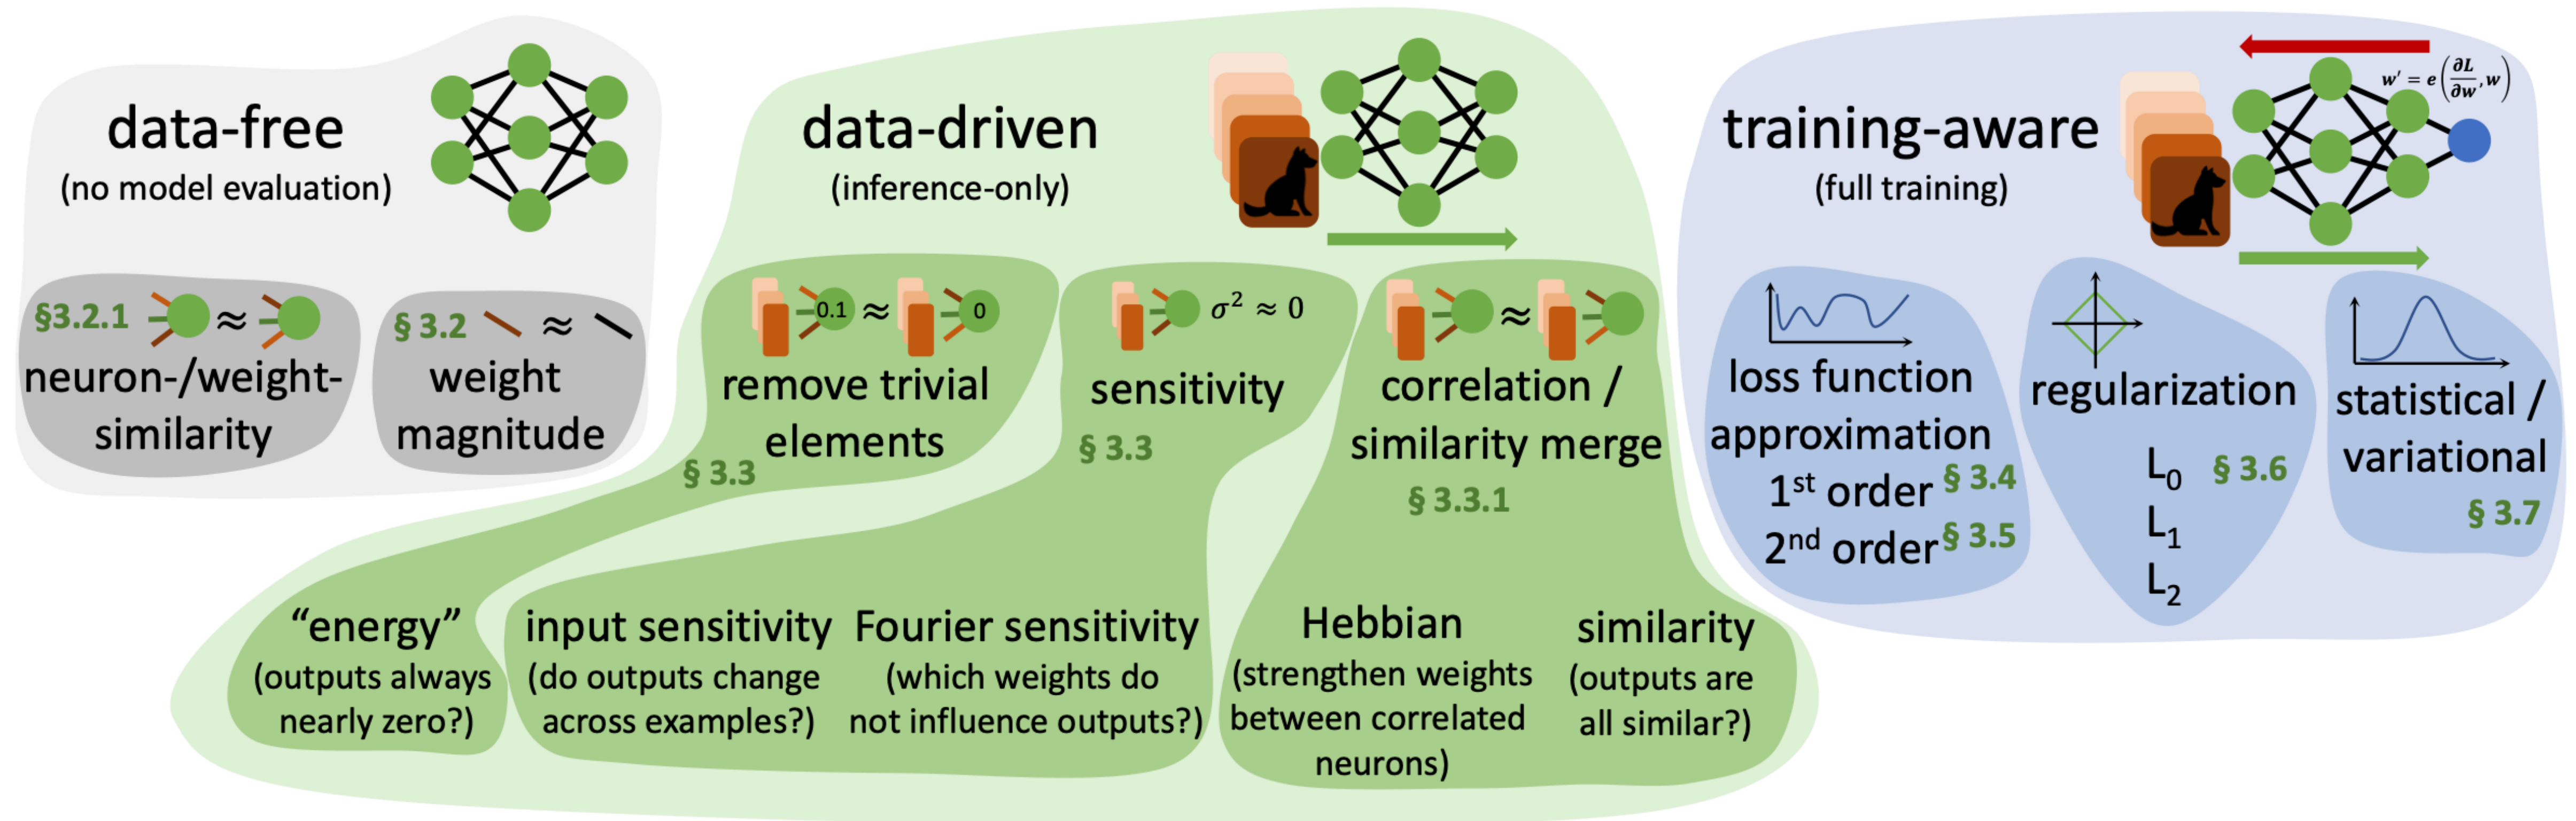 data-free
(no model evaluation)
§3.2.1
≈
neuron-/weight-
similarity
§ 3.2
≈
weight
magnitude
data-driven
(inference-only)
0.1 ≈ 0
remove trivial
elements
§ 3.3
σ² ≈ 0
sensitivity
§ 3.3
≈
correlation /
similarity merge
§ 3.3.1
“energy”
(outputs always
nearly zero?)
input sensitivity
(do outputs change
across examples?)
Fourier sensitivity
(which weights do
not influence outputs?)
Hebbian
(strengthen weights
between correlated
neurons)
similarity
(outputs are
all similar?)
training-aware
(full training)
w' = e(∂L/∂w, w)
loss function
approximation
1st order § 3.4
2nd order § 3.5
regularization
L0 § 3.6
L1
L2
statistical /
variational
§ 3.7